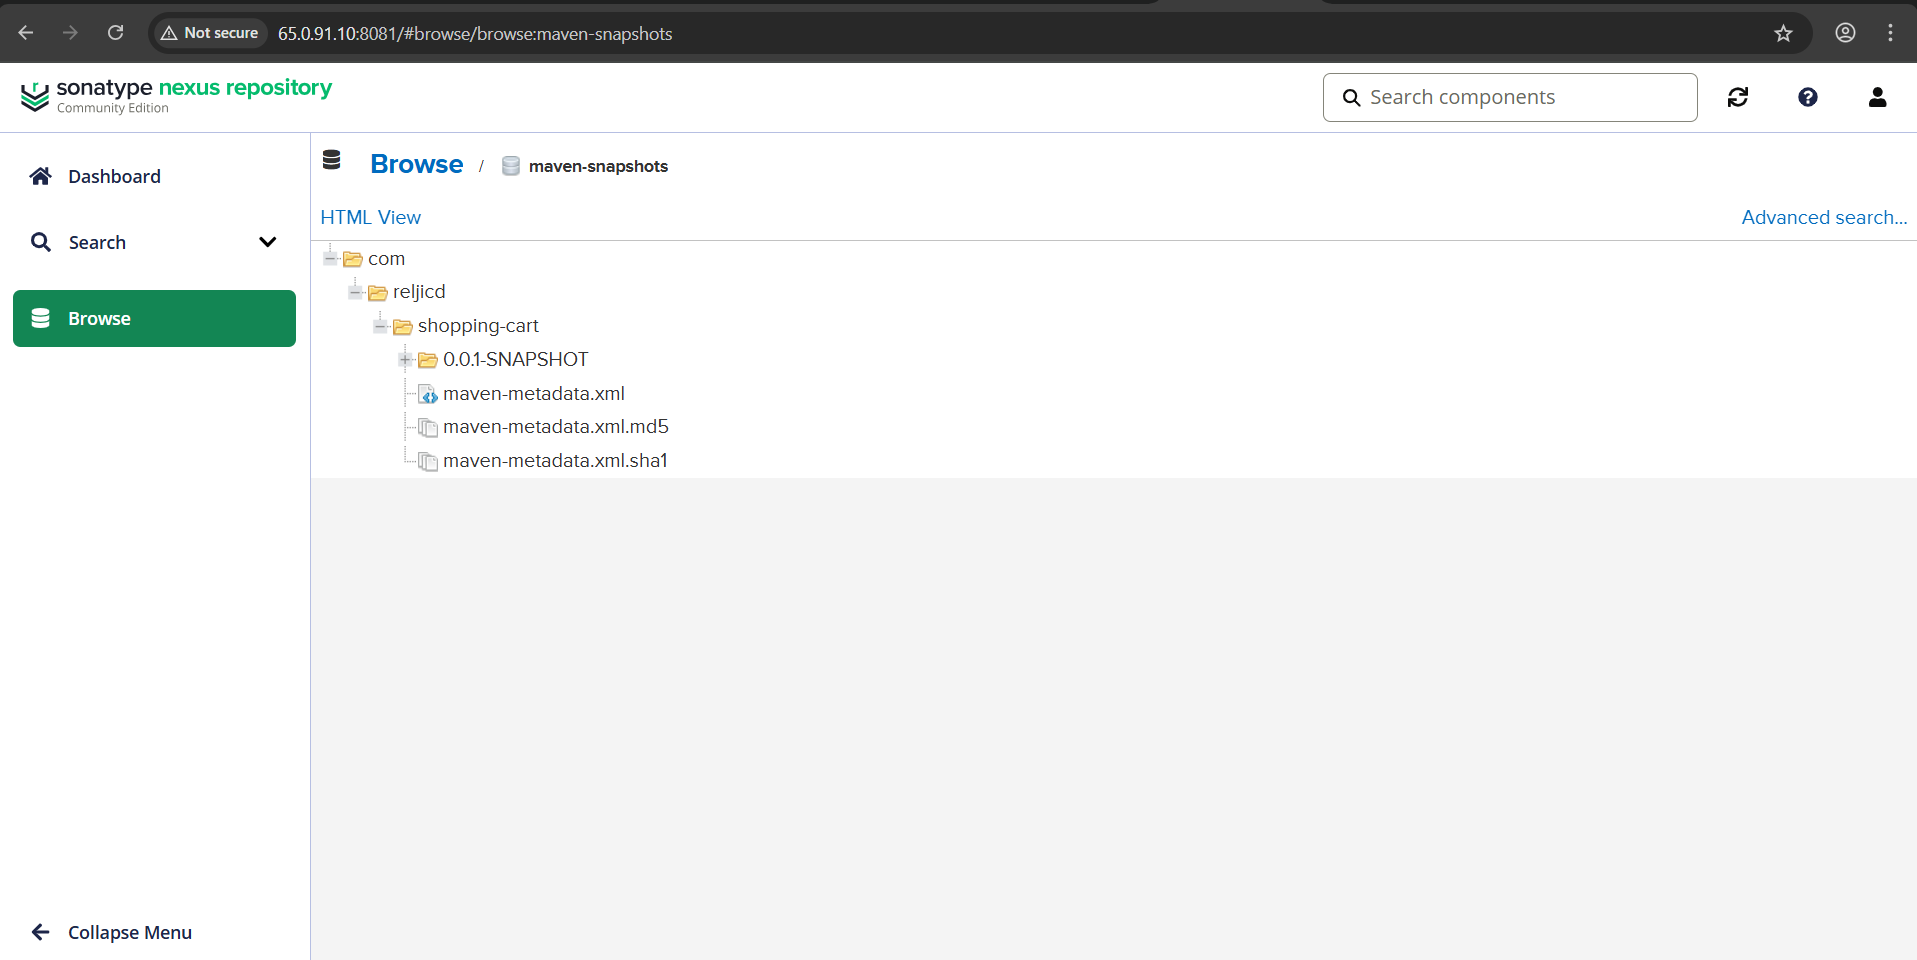 Not secure 65.0.91.10:8081/#browse/browse:maven-snapshots
sonatype nexus repository
Community Edition
Search components
Dashboard
Search
Browse
Browse / maven-snapshots
HTML View
Advanced search...
com
reljicd
shopping-cart
0.0.1-SNAPSHOT
maven-metadata.xml
maven-metadata.xml.md5
maven-metadata.xml.sha1
Collapse Menu